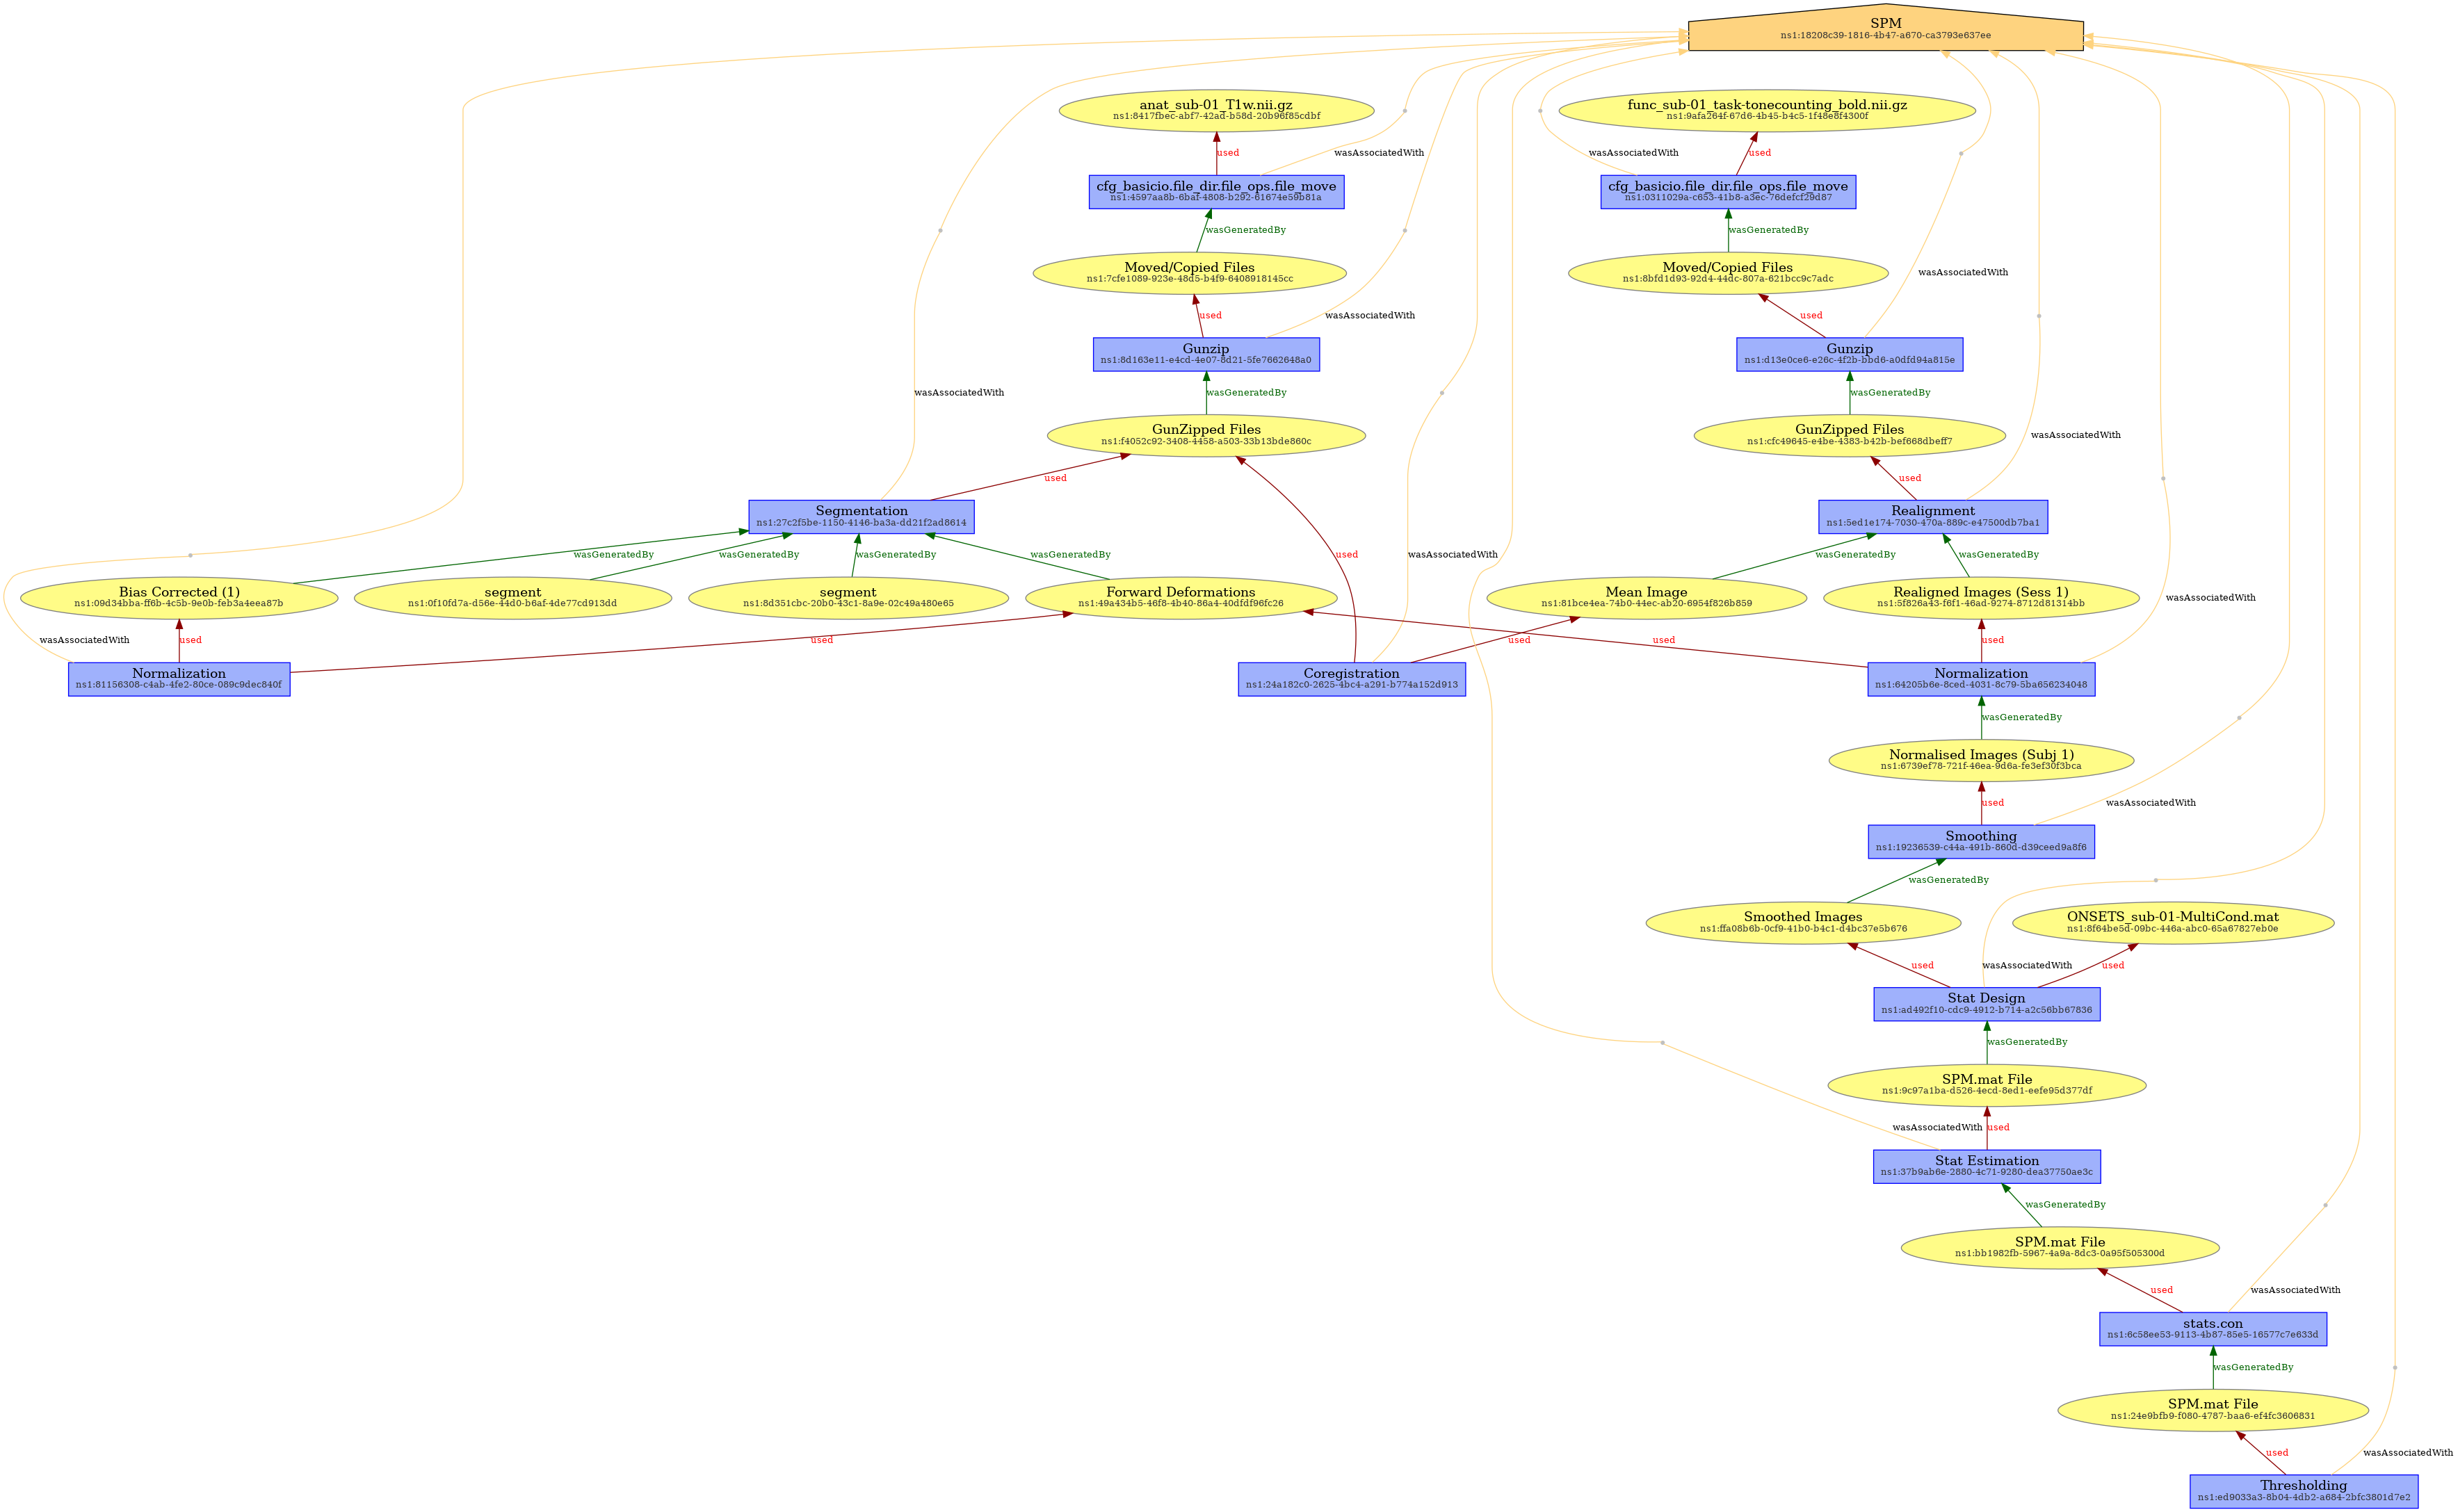 SPM
ns1:18208c39-1816-4b47-a670-ca3793e637ee
anat_sub-01_T1w.nii.gz
ns1:8417fbec-abf7-42ad-b58d-20b96f85cdbf
func_sub-01_task-tonecounting_bold.nii.gz
ns1:9afa264f-67d6-4b45-b4c5-1f48e8f4300f
used
wasAssociatedWith
wasAssociatedWith
used
cfg_basicio.file_dir.file_ops.file_move
ns1:4597aa8b-6baf-4808-b292-61674e59b81a
cfg_basicio.file_dir.file_ops.file_move
ns1:0311029a-c653-41b8-a3ec-76defcf29d87
wasGeneratedBy
wasGeneratedBy
Moved/Copied Files
ns1:7cfe1089-923e-48d5-b4f9-6408918145cc
Moved/Copied Files
ns1:8bfd1d93-92d4-44dc-807a-621bcc9c7adc
wasAssociatedWith
used
wasAssociatedWith
used
Gunzip
ns1:8d163e11-e4cd-4e07-8d21-5fe7662648a0
Gunzip
ns1:d13e0ce6-e26c-4f2b-bbd6-a0dfd94a815e
wasAssociatedWith
wasGeneratedBy
wasGeneratedBy
GunZipped Files
ns1:f4052c92-3408-4458-a503-33b13bde860c
GunZipped Files
ns1:cfc49645-e4be-4383-b42b-bef668dbeff7
wasAssociatedWith
used
used
Segmentation
ns1:27c2f5be-1150-4146-ba3a-dd21f2ad8614
Realignment
ns1:5ed1e174-7030-470a-889c-e47500db7ba1
wasGeneratedBy
wasGeneratedBy
wasGeneratedBy
wasGeneratedBy
used
wasAssociatedWith
wasGeneratedBy
wasGeneratedBy
Bias Corrected (1)
ns1:09d34bba-ff6b-4c5b-9e0b-feb3a4eea87b
segment
ns1:0f10fd7a-d56e-44d0-b6af-4de77cd913dd
segment
ns1:8d351cbc-20b0-43c1-8a9e-02c49a480e65
Forward Deformations
ns1:49a434b5-46f8-4b40-86a4-40dfdf96fc26
Mean Image
ns1:81bce4ea-74b0-44ec-ab20-6954f826b859
Realigned Images (Sess 1)
ns1:5f826a43-f6f1-46ad-9274-8712d81314bb
wasAssociatedWith
wasAssociatedWith
used
used
used
used
used
Normalization
ns1:81156308-c4ab-4fe2-80ce-089c9dec840f
Coregistration
ns1:24a182c0-2625-4bc4-a291-b774a152d913
Normalization
ns1:64205b6e-8ced-4031-8c79-5ba656234048
wasGeneratedBy
Normalised Images (Subj 1)
ns1:6739ef78-721f-46ea-9d6a-fe3ef30f3bca
used
wasAssociatedWith
Smoothing
ns1:19236539-c44a-491b-860d-d39ceed9a8f6
wasGeneratedBy
Smoothed Images
ns1:ffa08b6b-0cf9-41b0-b4c1-d4bc37e5b676
ONSETS_sub-01-MultiCond.mat
ns1:8f64be5d-09bc-446a-abc0-65a67827eb0e
used
wasAssociatedWith
used
Stat Design
ns1:ad492f10-cdc9-4912-b714-a2c56bb67836
wasGeneratedBy
SPM.mat File
ns1:9c97a1ba-d526-4ecd-8ed1-eefe95d377df
wasAssociatedWith
used
Stat Estimation
ns1:37b9ab6e-2880-4c71-9280-dea37750ae3c
wasGeneratedBy
SPM.mat File
ns1:bb1982fb-5967-4a9a-8dc3-0a95f505300d
used
wasAssociatedWith
stats.con
ns1:6c58ee53-9113-4b87-85e5-16577c7e633d
wasGeneratedBy
SPM.mat File
ns1:24e9bfb9-f080-4787-baa6-ef4fc3606831
used
wasAssociatedWith
Thresholding
ns1:ed9033a3-8b04-4db2-a684-2bfc3801d7e2